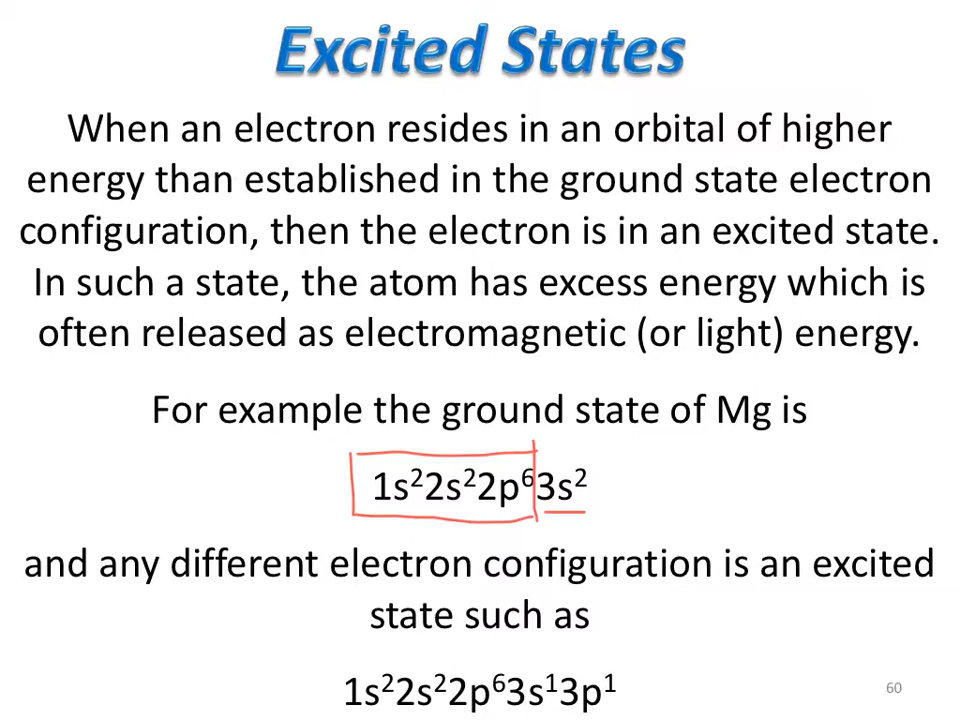 Excited States
When an electron resides in an orbital of higher
energy than established in the ground state electron
configuration, then the electron is in an excited state.
In such a state, the atom has excess energy which is
often released as electromagnetic (or light) energy.
For example the ground state of Mg is
1s²2s²2p⁶3s²
and any different electron configuration is an excited
state such as
1s²2s²2p⁶3s¹3p¹
60